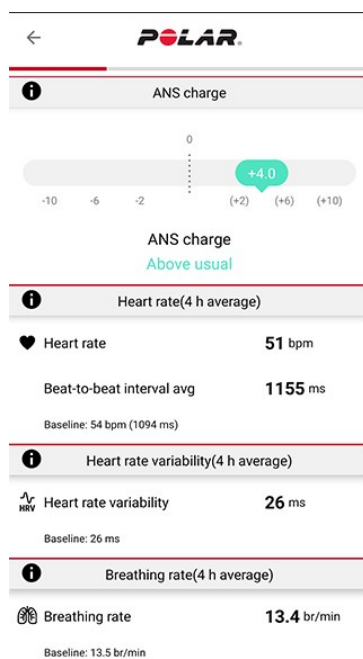 POLAR.
ANS charge
0
+4.0
-10 -6 -2 (+2) (+6) (+10)
ANS charge
Above usual
Heart rate(4 h average)
Heart rate 51 bpm
Beat-to-beat interval avg 1155 ms
Baseline: 54 bpm (1094 ms)
Heart rate variability(4 h average)
HRV Heart rate variability 26 ms
Baseline: 26 ms
Breathing rate(4 h average)
Breathing rate 13.4 br/min
Baseline: 13.5 br/min